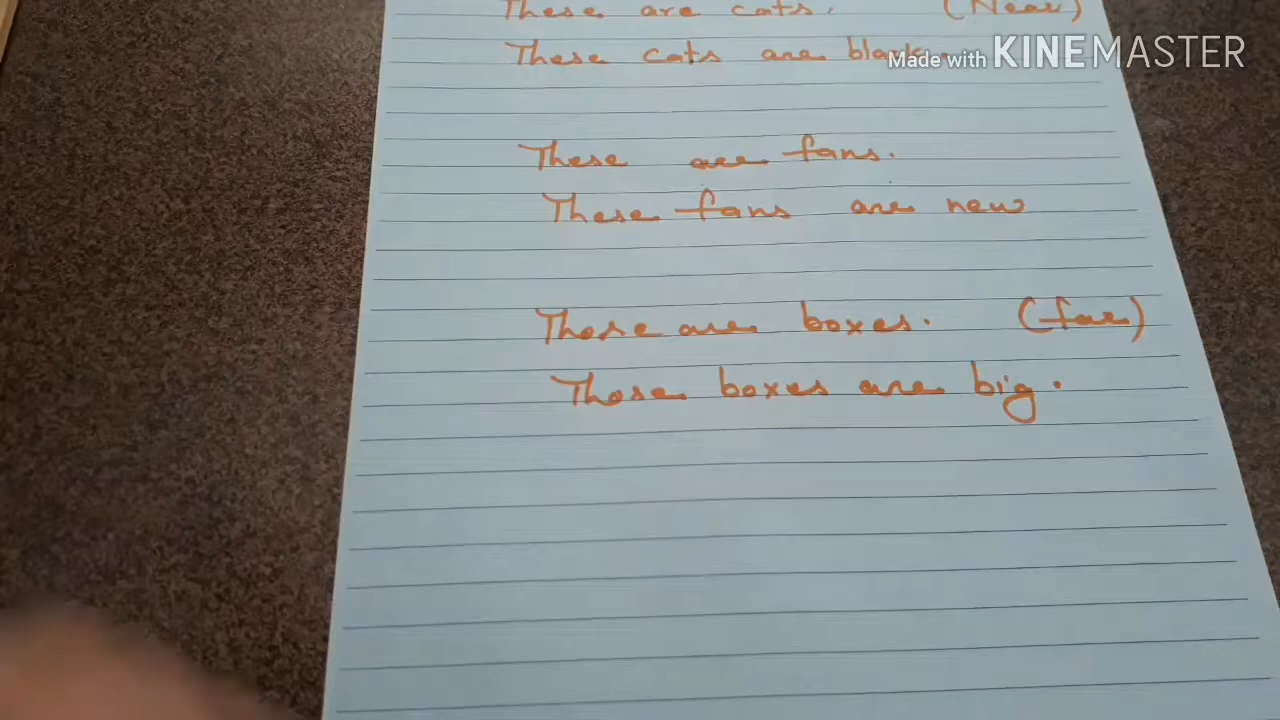 These are cats. (Near)
These cats are black.
Made with KINEMASTER
These are fans.
These fans are new
Those are boxes. (far)
Those boxes are big.